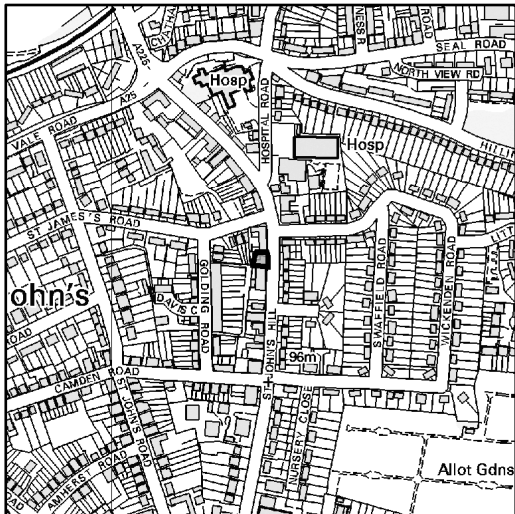 A225
SEAL ROAD
NORTH VIEW RD
Hosp
A25
VALE ROAD
HOSPITAL ROAD
Hosp
ST JAMES'S ROAD
GOLDING ROAD
SWAFFIELD ROAD
WICKENDEN ROAD
ohn's
DAVIS C
ROAD
ST JOHN'S HILL
96m
CAMDEN ROAD
ST JOHN'S ROAD
NURSERY CLOSE
AMHERST ROAD
Allot Gdns